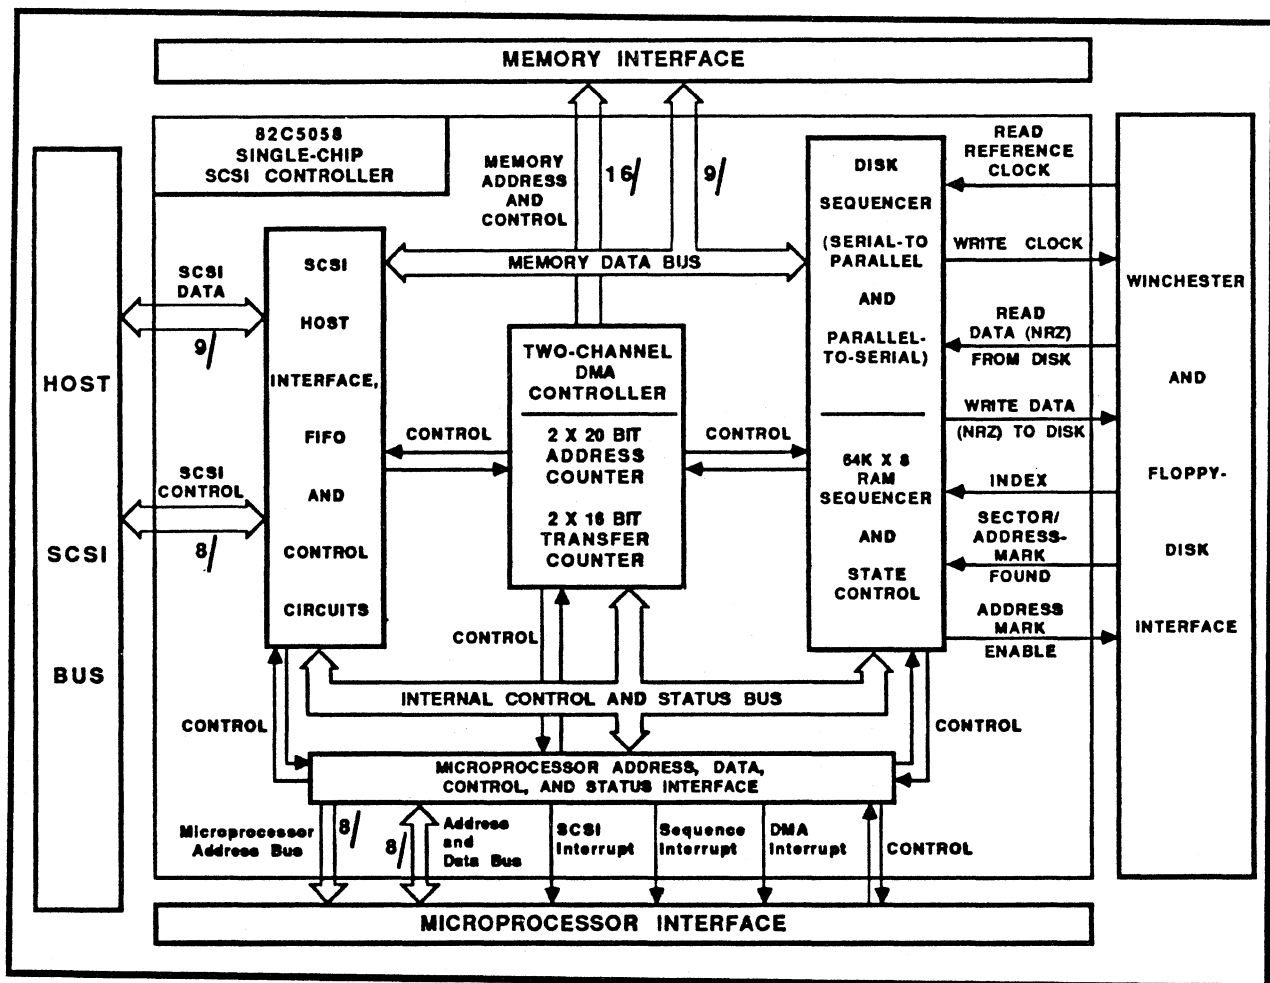 MEMORY INTERFACE
82C5058
SINGLE-CHIP
SCSI CONTROLLER
MEMORY
ADDRESS
AND
CONTROL
16/
9/
MEMORY DATA BUS
HOST
SCSI
BUS
SCSI
DATA
9/
SCSI
CONTROL
8/
SCSI
HOST
INTERFACE,
FIFO
AND
CONTROL
CIRCUITS
CONTROL
TWO-CHANNEL
DMA
CONTROLLER
2 X 20 BIT
ADDRESS
COUNTER
2 X 16 BIT
TRANSFER
COUNTER
CONTROL
DISK
SEQUENCER
(SERIAL-TO
PARALLEL
AND
PARALLEL-
TO-SERIAL)
64K X 8
RAM
SEQUENCER
AND
STATE
CONTROL
READ
REFERENCE
CLOCK
WRITE CLOCK
READ
DATA (NRZ)
FROM DISK
WRITE DATA
(NRZ) TO DISK
INDEX
SECTOR/
ADDRESS-
MARK
FOUND
ADDRESS
MARK
ENABLE
WINCHESTER
AND
FLOPPY-
DISK
INTERFACE
CONTROL
INTERNAL CONTROL AND STATUS BUS
CONTROL
CONTROL
MICROPROCESSOR ADDRESS, DATA,
CONTROL, AND STATUS INTERFACE
Microprocessor
Address Bus
8/
8/
Address
and
Data Bus
SCSI
Interrupt
Sequence
Interrupt
DMA
Interrupt
CONTROL
MICROPROCESSOR INTERFACE